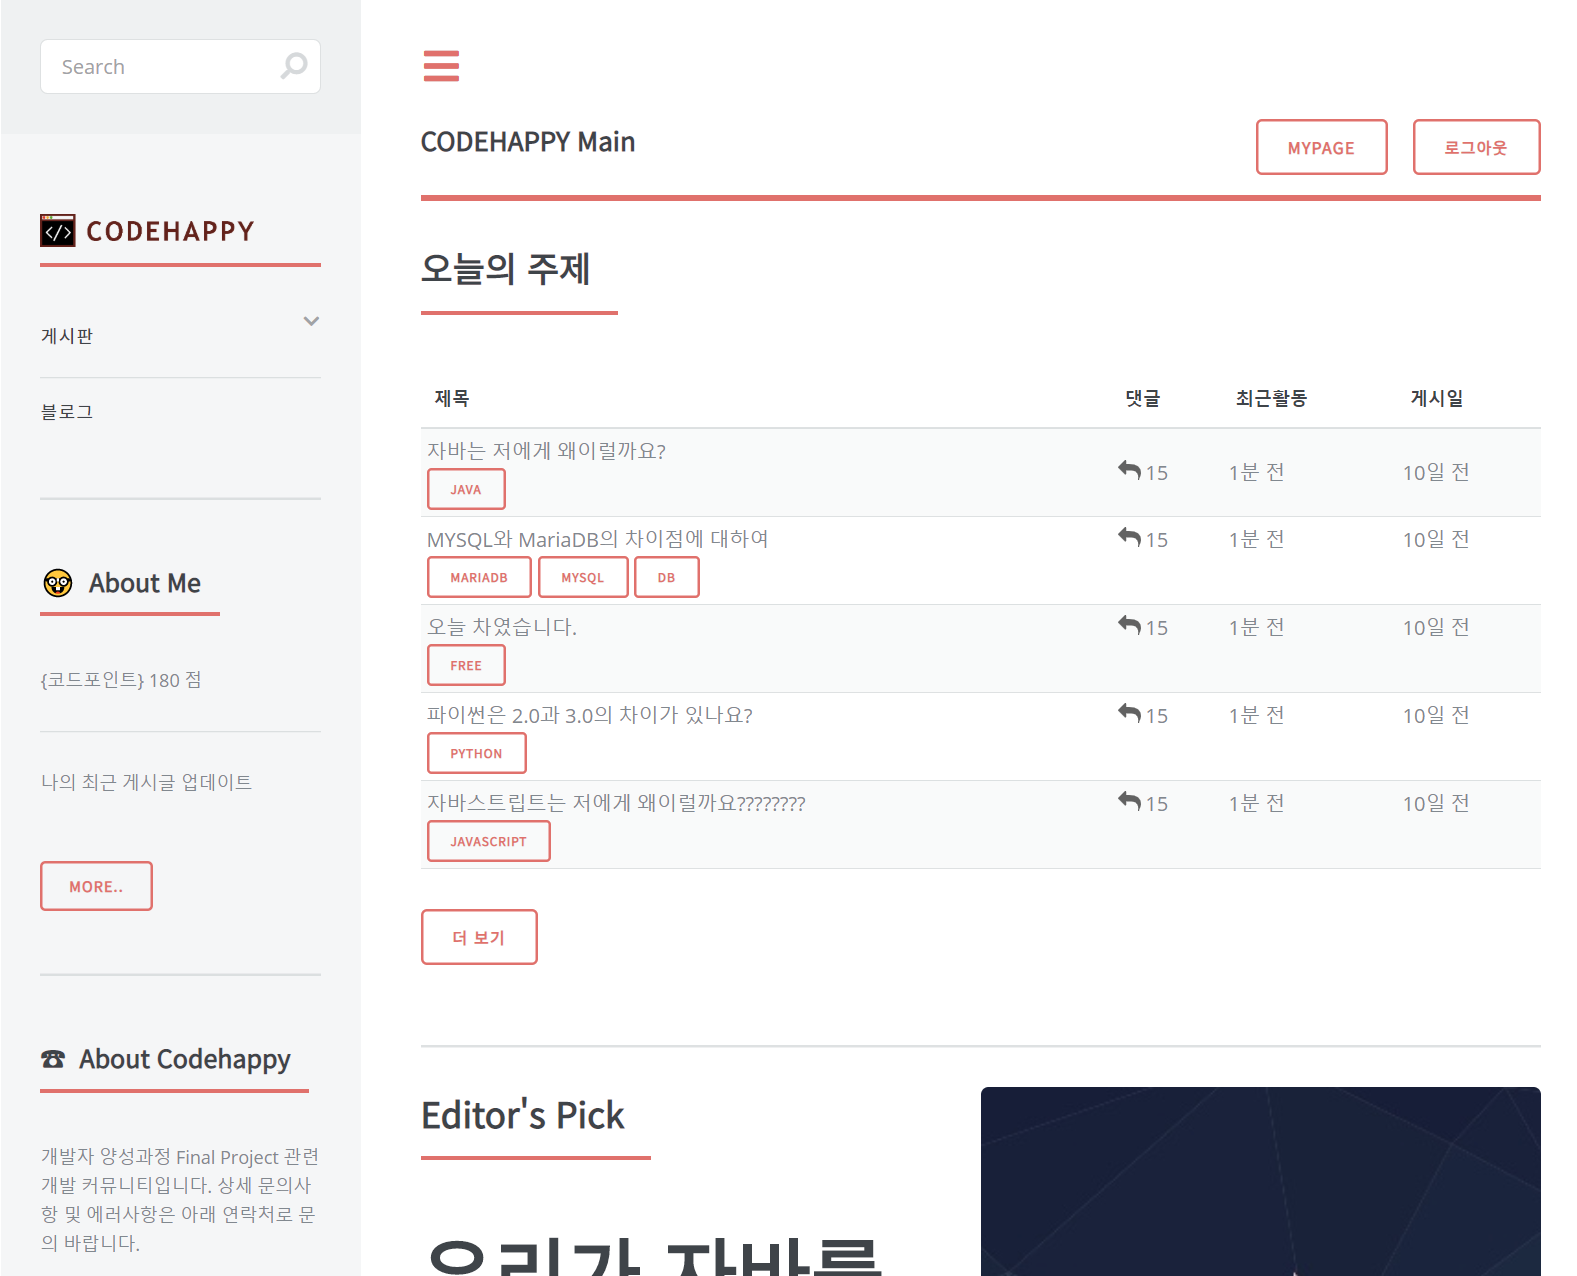 Search
CODEHAPPY
게시판
블로그
About Me
{코드포인트} 180 점
나의 최근 게시글 업데이트
MORE..
About Codehappy
개발자 양성과정 Final Project 관련
개발 커뮤니티입니다. 상세 문의사
항 및 에러사항은 아래 연락처로 문
의 바랍니다.
CODEHAPPY Main
MYPAGE 로그아웃
오늘의 주제
제목 댓글 최근활동 게시일
자바는 저에게 왜이럴까요?
JAVA
15 1분 전 10일 전
MYSQL와 MariaDB의 차이점에 대하여 15 1분 전 10일 전
MARIADB MYSQL DB
오늘 차였습니다. 15 1분 전 10일 전
FREE
파이썬은 2.0과 3.0의 차이가 있나요? 15 1분 전 10일 전
PYTHON
자바스트립트는 저에게 왜이럴까요???????? 15 1분 전 10일 전
JAVASCRIPT
더 보기
Editor's Pick
우리가 자바를